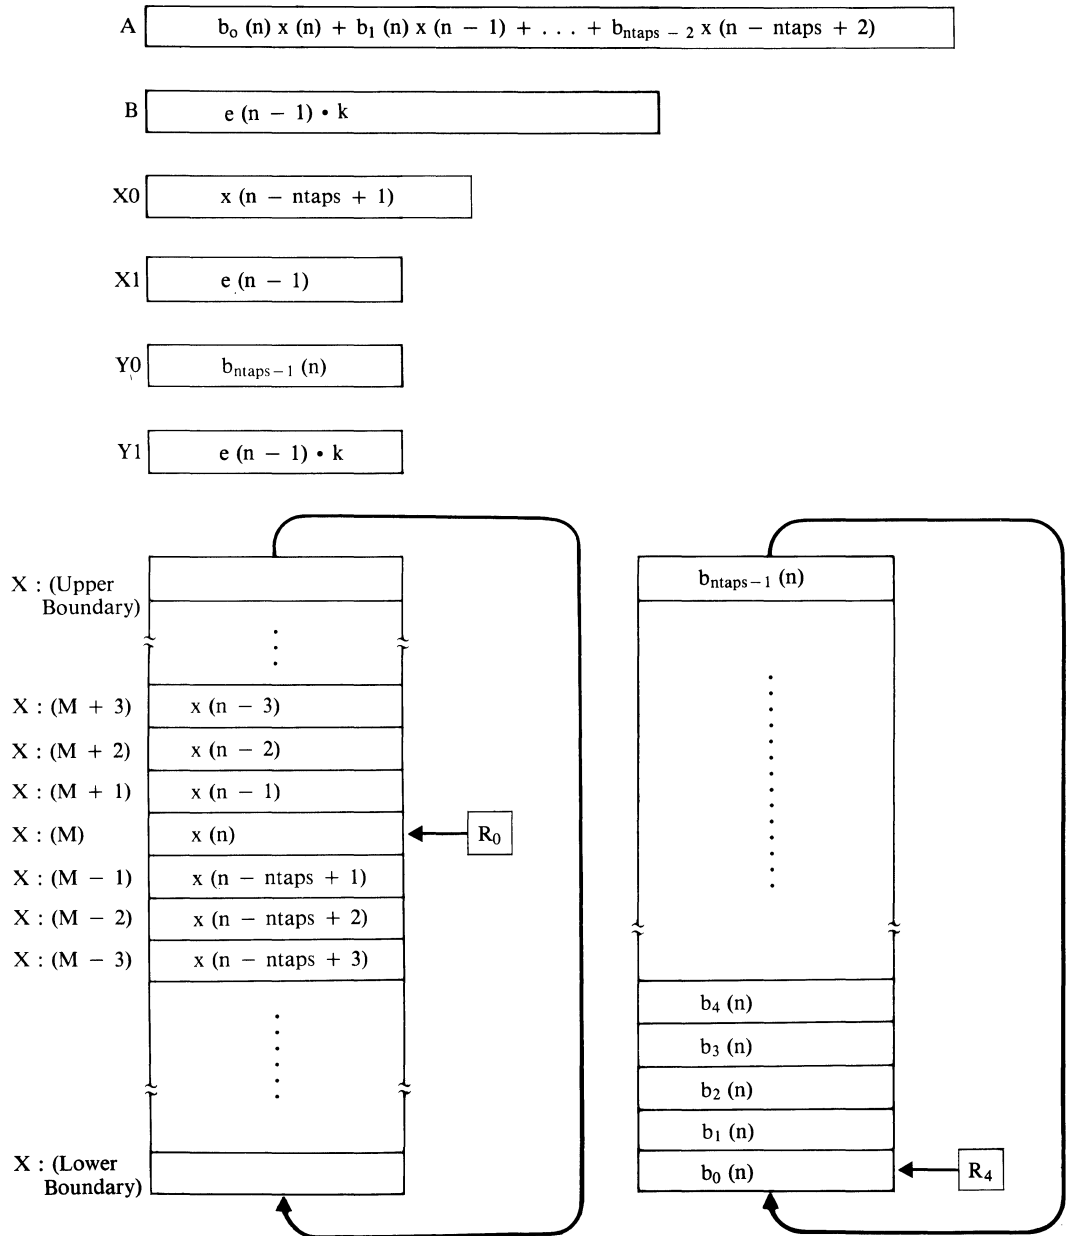 A bₒ (n) x (n) + b₁ (n) x (n − 1) + . . . + bₙₜₐₚₛ ₋ ₂ x (n − ntaps + 2)
B e (n − 1) • k
X0 x (n − ntaps + 1)
X1 e (n − 1)
Y0 bₙₜₐₚₛ₋₁ (n)
Y1 e (n − 1) • k
X : (Upper
Boundary)
X : (M + 3) x (n − 3)
X : (M + 2) x (n − 2)
X : (M + 1) x (n − 1)
X : (M) x (n) R₀
X : (M − 1) x (n − ntaps + 1)
X : (M − 2) x (n − ntaps + 2)
X : (M − 3) x (n − ntaps + 3)
X : (Lower
Boundary)
bₙₜₐₚₛ₋₁ (n)
b₄ (n)
b₃ (n)
b₂ (n)
b₁ (n)
b₀ (n) R₄